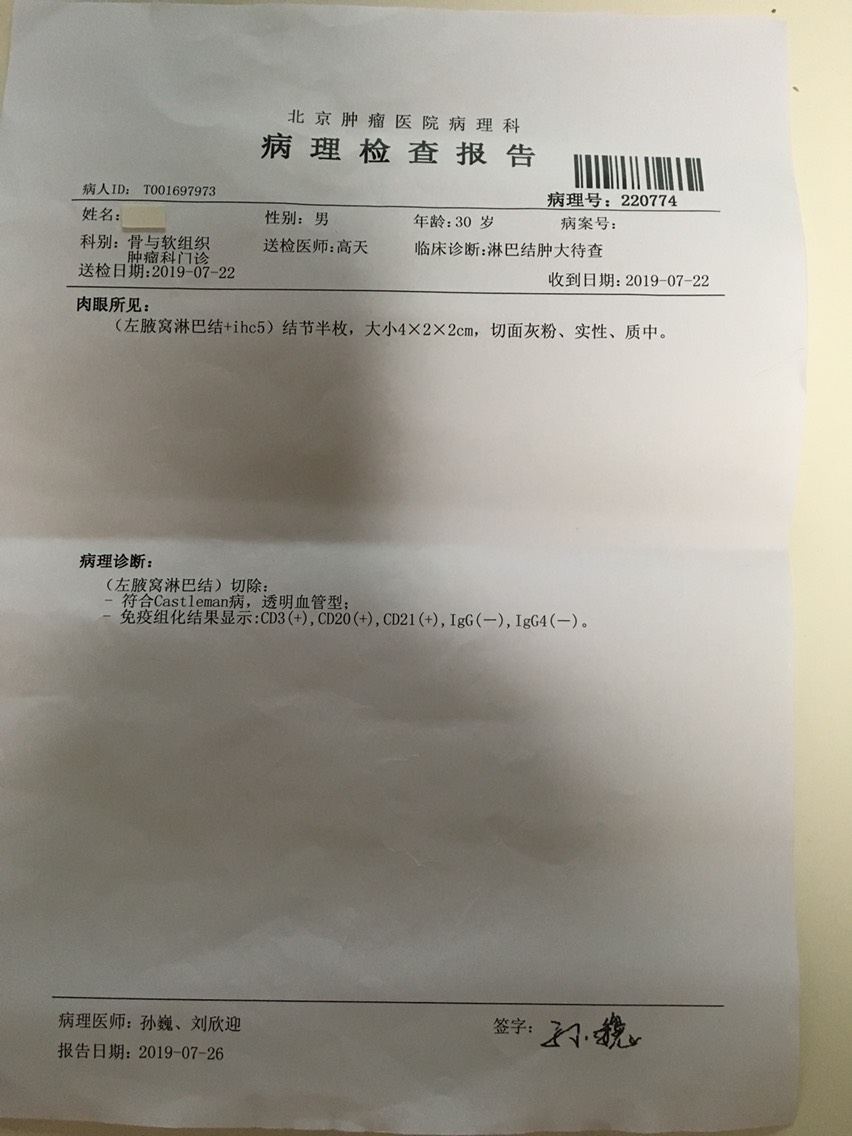 北京肿瘤医院病理科
病理检查报告
病人ID: T001697973
病理号: 220774
姓名: 性别: 男 年龄:30 岁 病案号:
科别: 骨与软组织肿瘤科门诊 送检医师:高天 临床诊断:淋巴结肿大待查
送检日期:2019-07-22 收到日期:2019-07-22
肉眼所见:
(左腋窝淋巴结+ihc5)结节半枚,大小4×2×2cm,切面灰粉、实性、质中。
病理诊断:
(左腋窝淋巴结)切除:
- 符合Castleman病,透明血管型;
- 免疫组化结果显示:CD3(+),CD20(+),CD21(+),IgG(—),IgG4(—)。
病理医师: 孙巍、刘欣迎 签字: 孙巍
报告日期: 2019-07-26